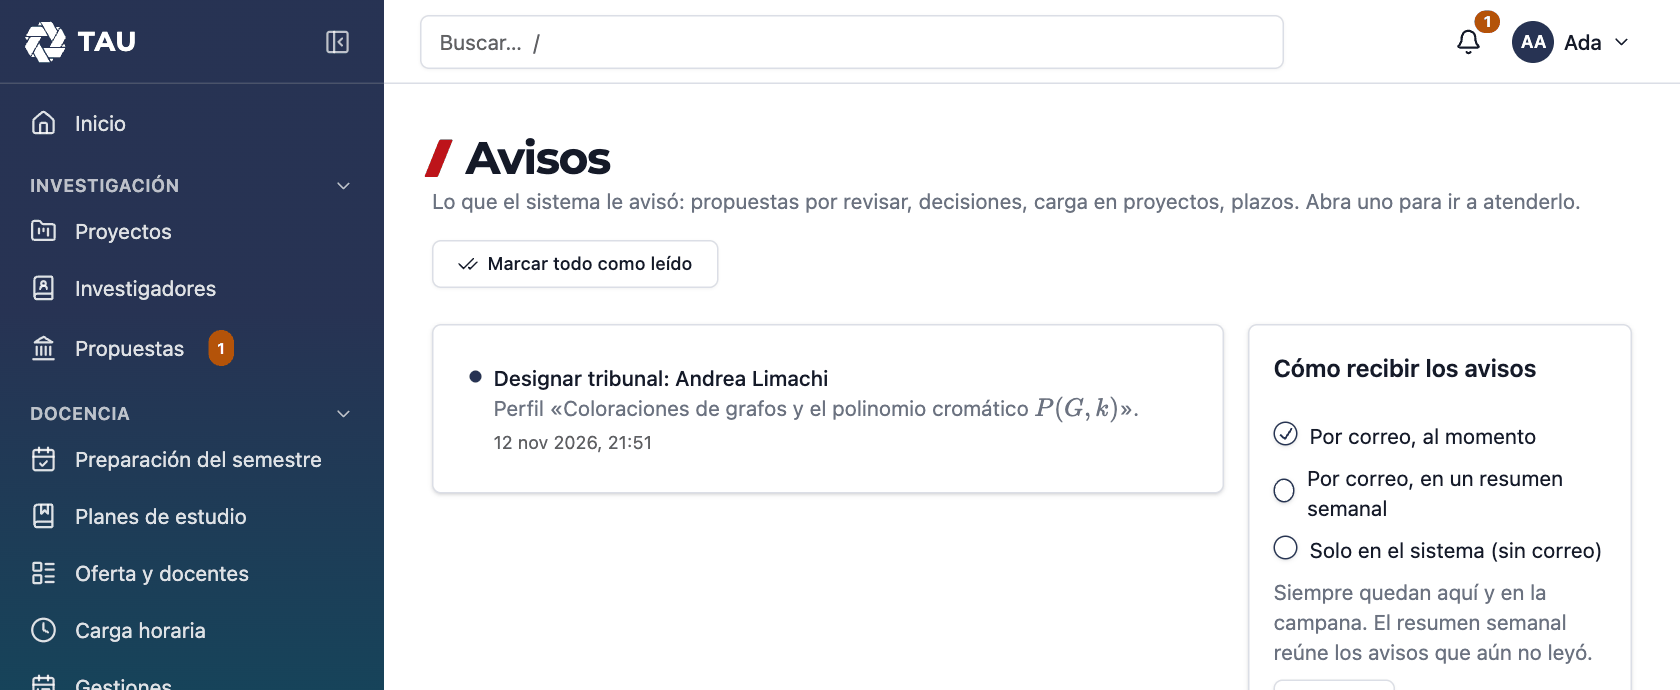 TAU
Buscar... /
1
AA
Ada
Inicio
INVESTIGACIÓN
Proyectos
Investigadores
Propuestas 1
DOCENCIA
Preparación del semestre
Planes de estudio
Oferta y docentes
Carga horaria
Gestiones
Avisos
Lo que el sistema le avisó: propuestas por revisar, decisiones, carga en proyectos, plazos. Abra uno para ir a atenderlo.
Marcar todo como leído
Designar tribunal: Andrea Limachi
Perfil «Coloraciones de grafos y el polinomio cromático P(G, k)».
12 nov 2026, 21:51
Cómo recibir los avisos
Por correo, al momento
Por correo, en un resumen
semanal
Solo en el sistema (sin correo)
Siempre quedan aquí y en la
campana. El resumen semanal
reúne los avisos que aún no leyó.